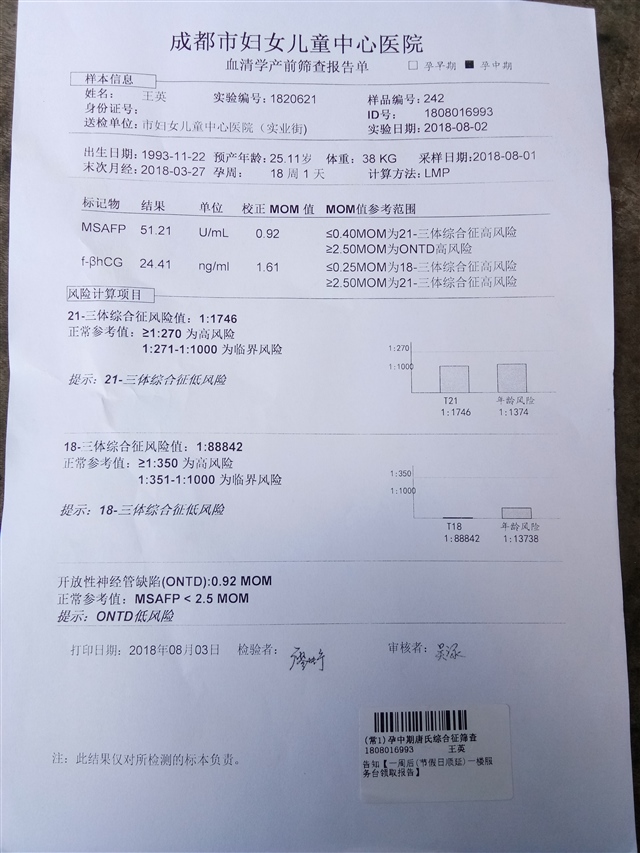 成都市妇女儿童中心医院
血清学产前筛查报告单 □ 孕早期 ■ 孕中期
样本信息
姓名： 王英 实验编号：1820621 样品编号：242
身份证号： ID号： 1808016993
送检单位：市妇女儿童中心医院（实业街） 实验日期：2018-08-02
出生日期：1993-11-22 预产年龄：25.11岁 体重： 38 KG 采样日期：2018-08-01
末次月经：2018-03-27 孕周： 18 周 1 天 计算方法：LMP
标记物 结果 单位 校正 MOM 值 MOM值参考范围
MSAFP 51.21 U/mL 0.92 ≤0.40MOM为21-三体综合征高风险
≥2.50MOM为ONTD高风险
f-βhCG 24.41 ng/ml 1.61 ≤0.25MOM为18-三体综合征高风险
≥2.50MOM为21-三体综合征高风险
风险计算项目
21-三体综合征风险值：1:1746
正常参考值：≥1:270 为高风险
1:271-1:1000 为临界风险
提示：21-三体综合征低风险
1:270
1:1000
T21 年龄风险
1:1746 1:1374
18-三体综合征风险值：1:88842
正常参考值：≥1:350 为高风险
1:351-1:1000 为临界风险
提示：18-三体综合征低风险
1:350
1:1000
T18 年龄风险
1:88842 1:13738
开放性神经管缺陷(ONTD):0.92 MOM
正常参考值：MSAFP < 2.5 MOM
提示：ONTD低风险
打印日期：2018年08月03日 检验者： 审核者：
(常1)孕中期唐氏综合征筛查
1808016993 王英
告知【一周后(节假日顺延)一楼服
务台领取报告】
注：此结果仅对所检测的标本负责。